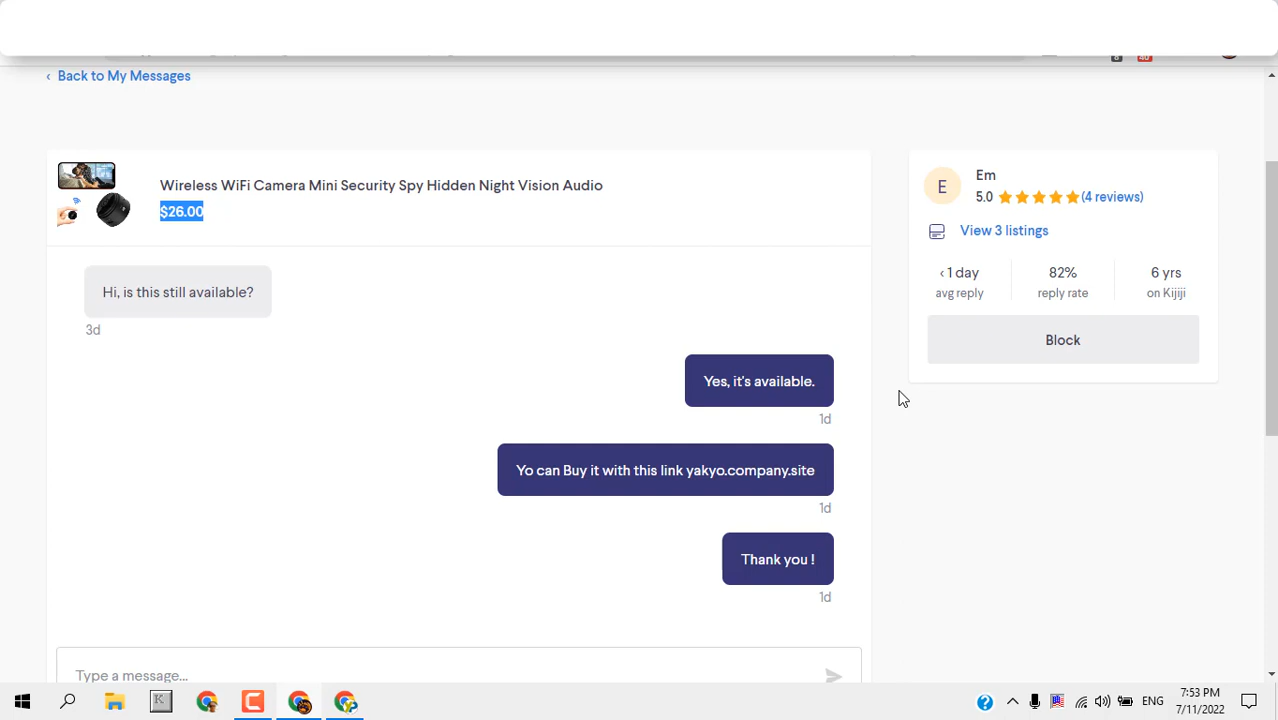 ‹ Back to My Messages
Wireless WiFi Camera Mini Security Spy Hidden Night Vision Audio
$26.00
Hi, is this still available?
3d
Yes, it's available.
1d
Yo can Buy it with this link yakyo.company.site
1d
Thank you !
1d
Type a message...
E
Em
5.0 (4 reviews)
View 3 listings
‹ 1 day 82% 6 yrs
avg reply reply rate on Kijiji
Block
ENG
7:53 PM
7/11/2022